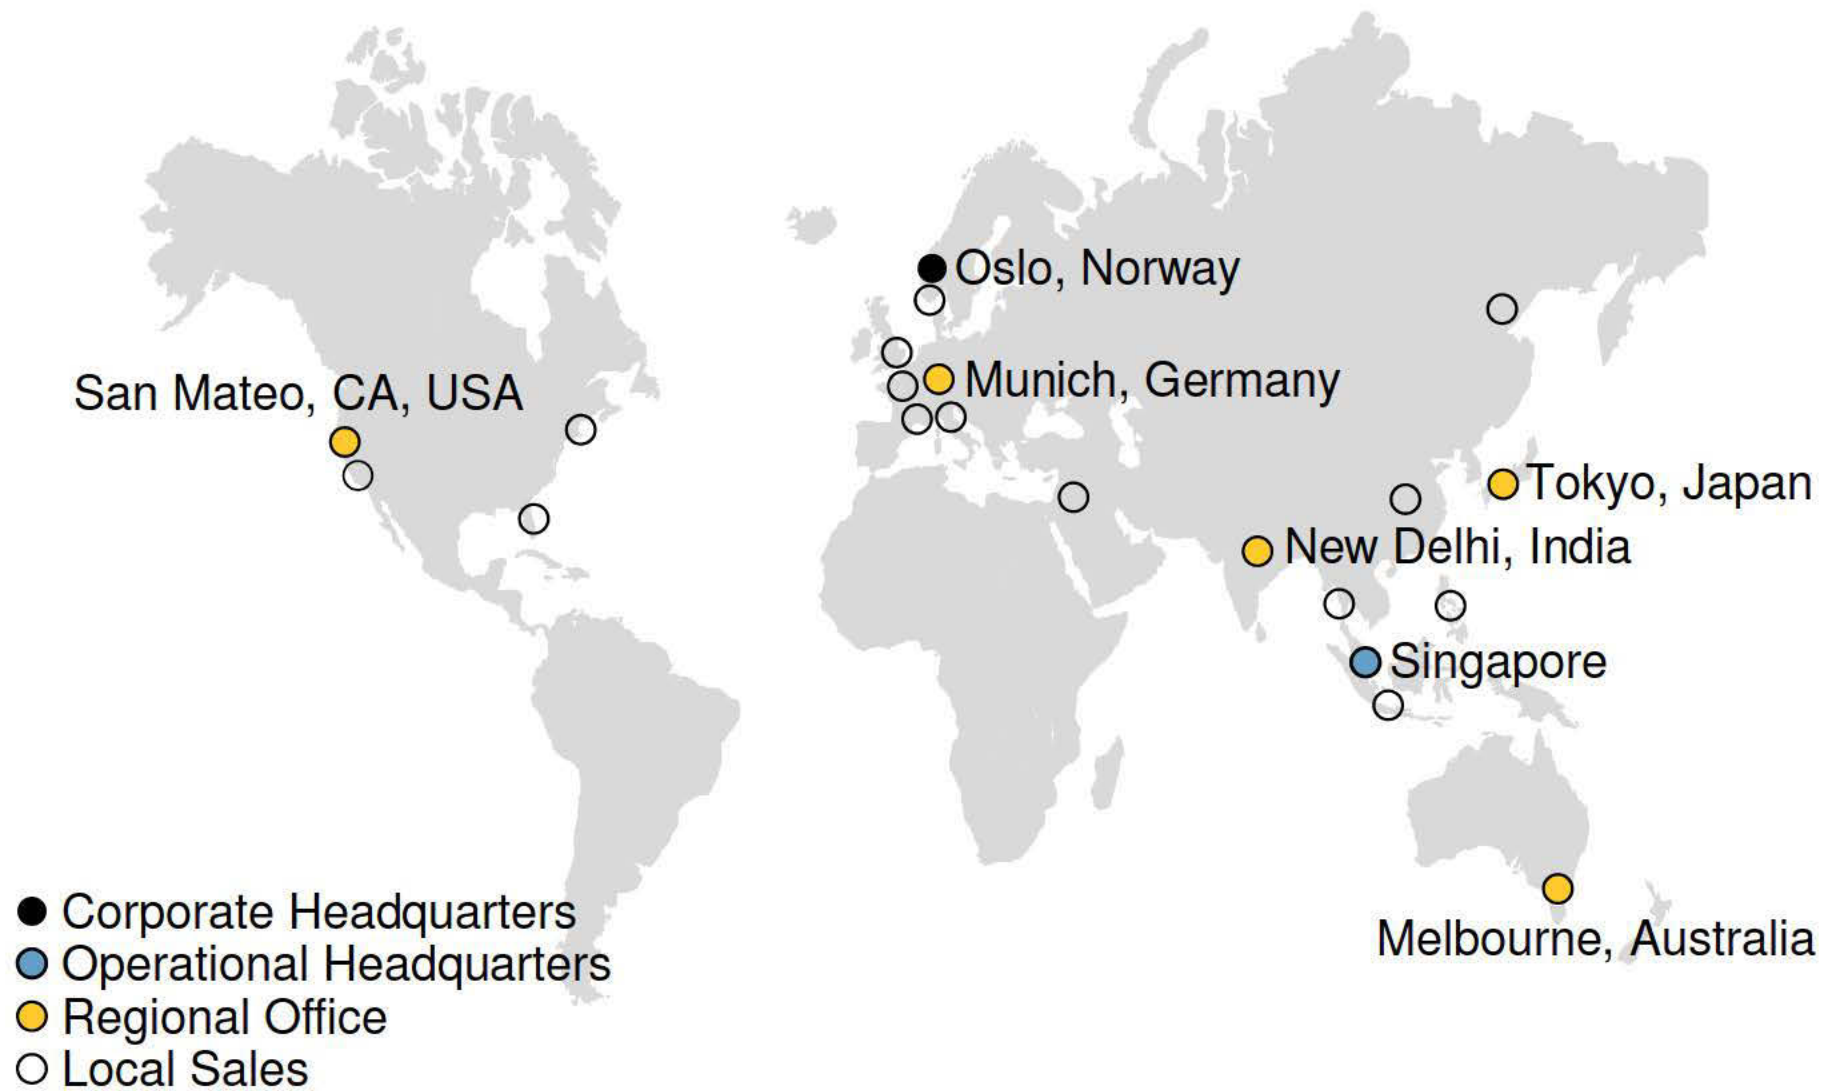 Oslo, Norway
San Mateo, CA, USA
Munich, Germany
Tokyo, Japan
New Delhi, India
Singapore
Melbourne, Australia
Corporate Headquarters
Operational Headquarters
Regional Office
Local Sales